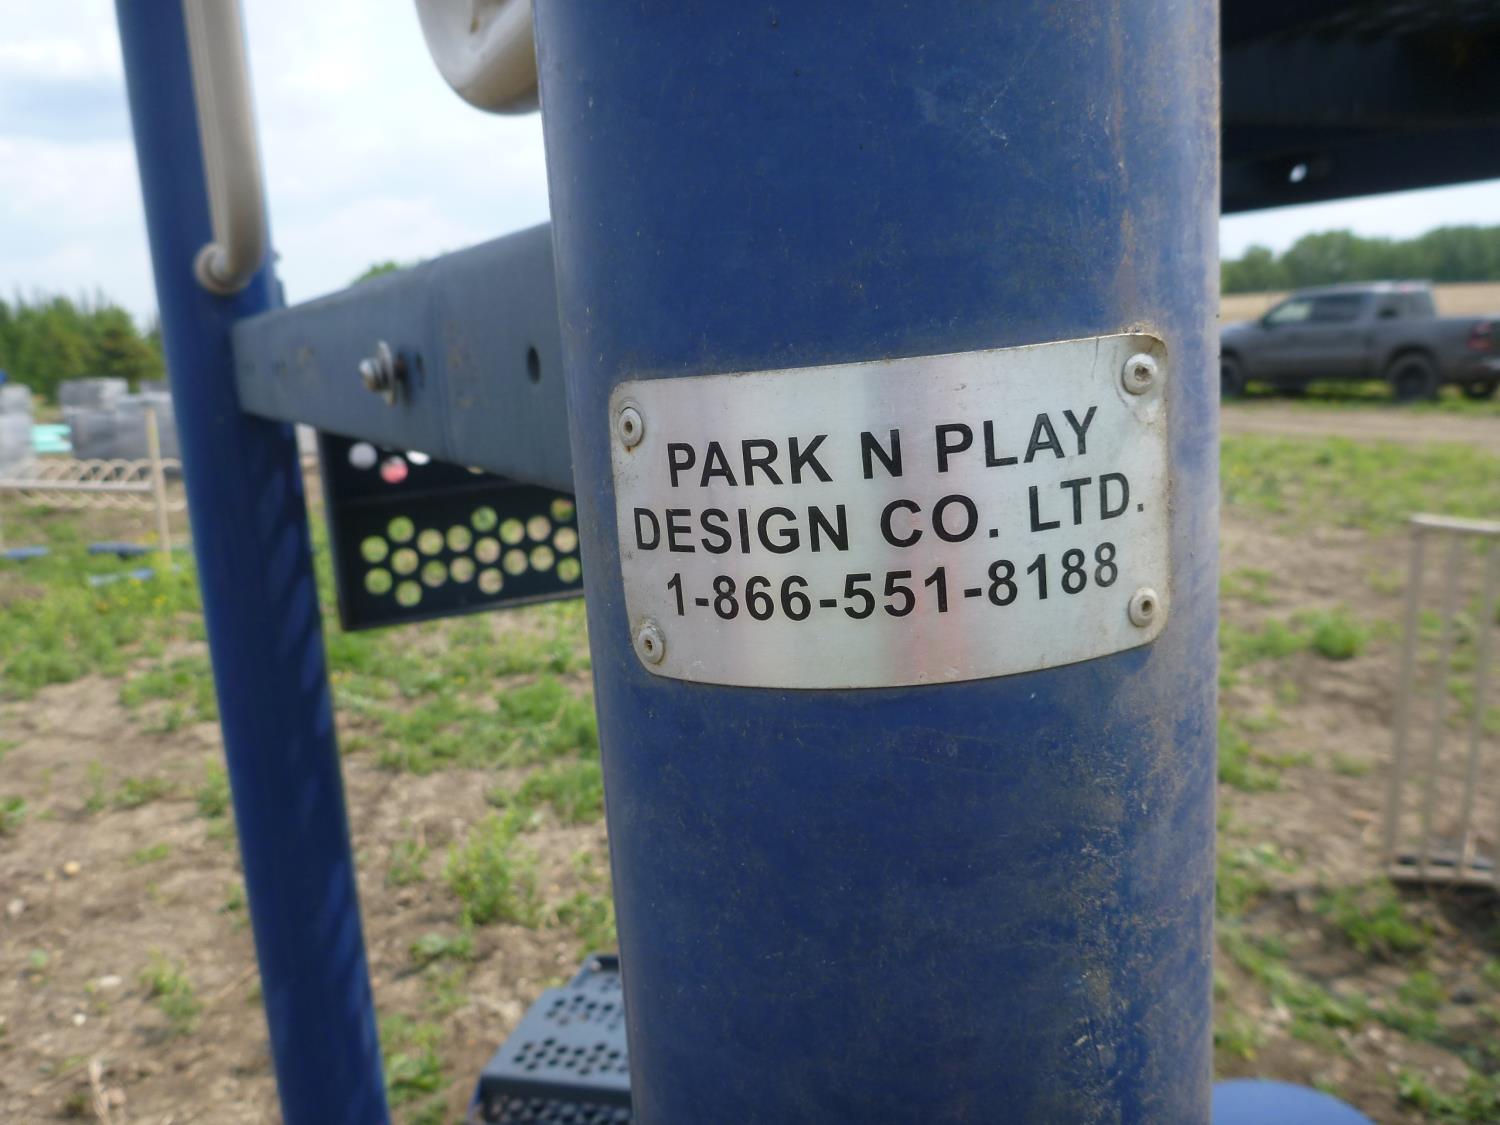 PARK N PLAY
DESIGN CO. LTD.
1-866-551-8188